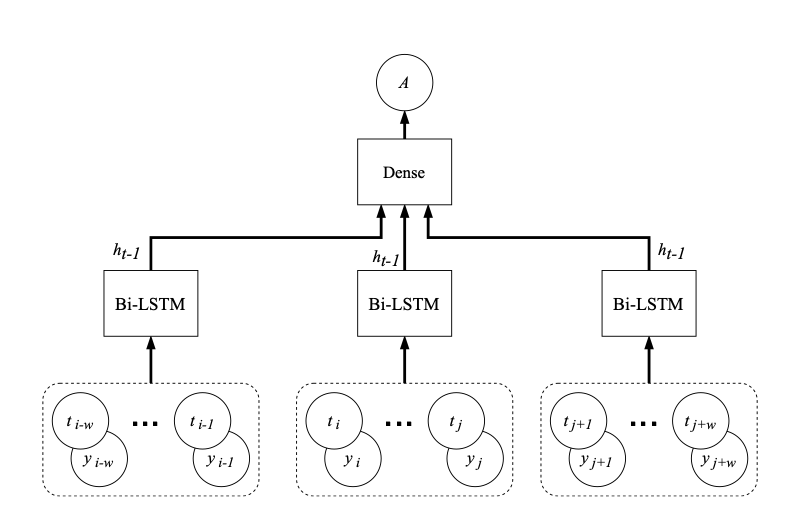 A
Dense
h_{t-1} h_{t-1} h_{t-1}
Bi-LSTM Bi-LSTM Bi-LSTM
t_{i-w} ... t_{i-1} t_i ... t_j t_{j+1} ... t_{j+w}
y_{i-w} y_{i-1} y_i y_j y_{j+1} y_{j+w}